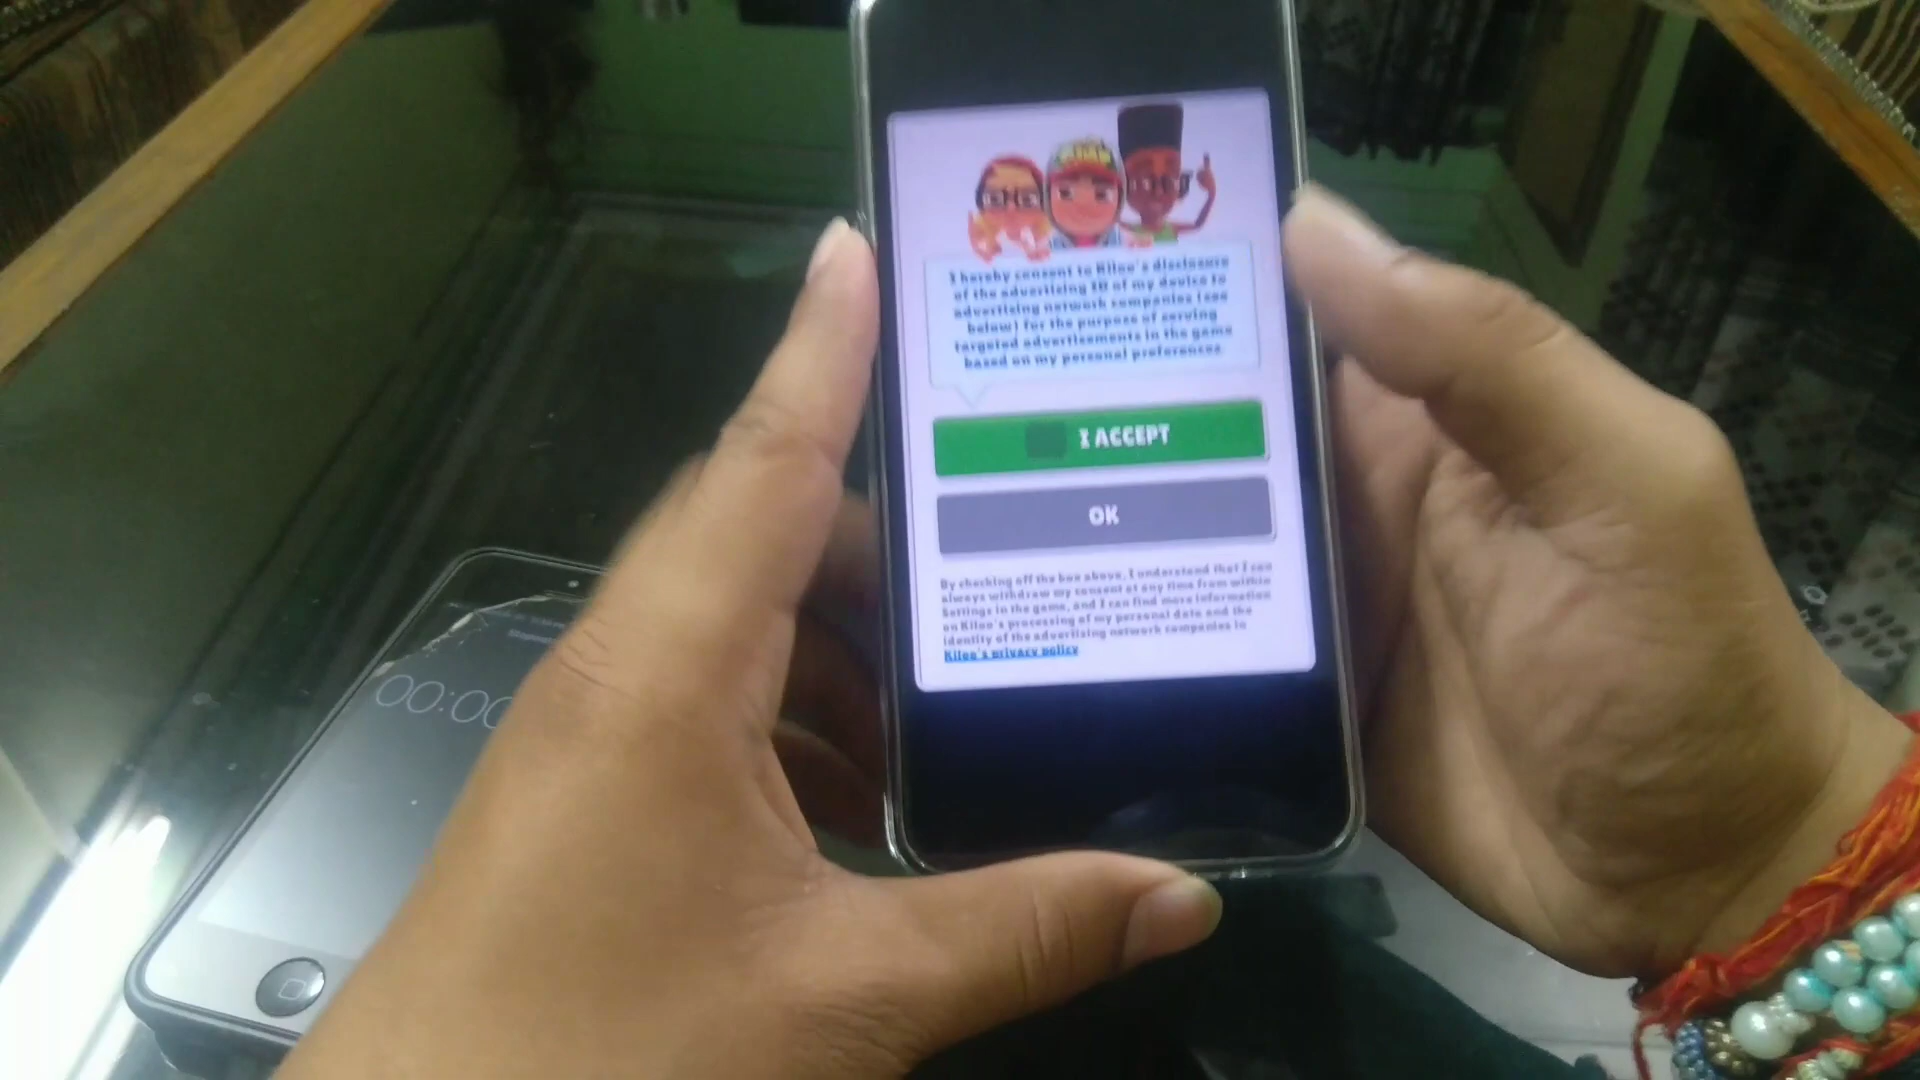 I hereby consent to Kiloo's disclosure
of the advertising ID of my device to
advertising network companies (see
below) for the purpose of serving
targeted advertisements in the game
based on my personal preferences.
I ACCEPT
OK
By checking off the box above, I understand that I can
always withdraw my consent at any time from within
Settings in the game, and I can find more information
on Kiloo's processing of my personal data and the
identity of the advertising network companies in
Kiloo's privacy policy
00:00